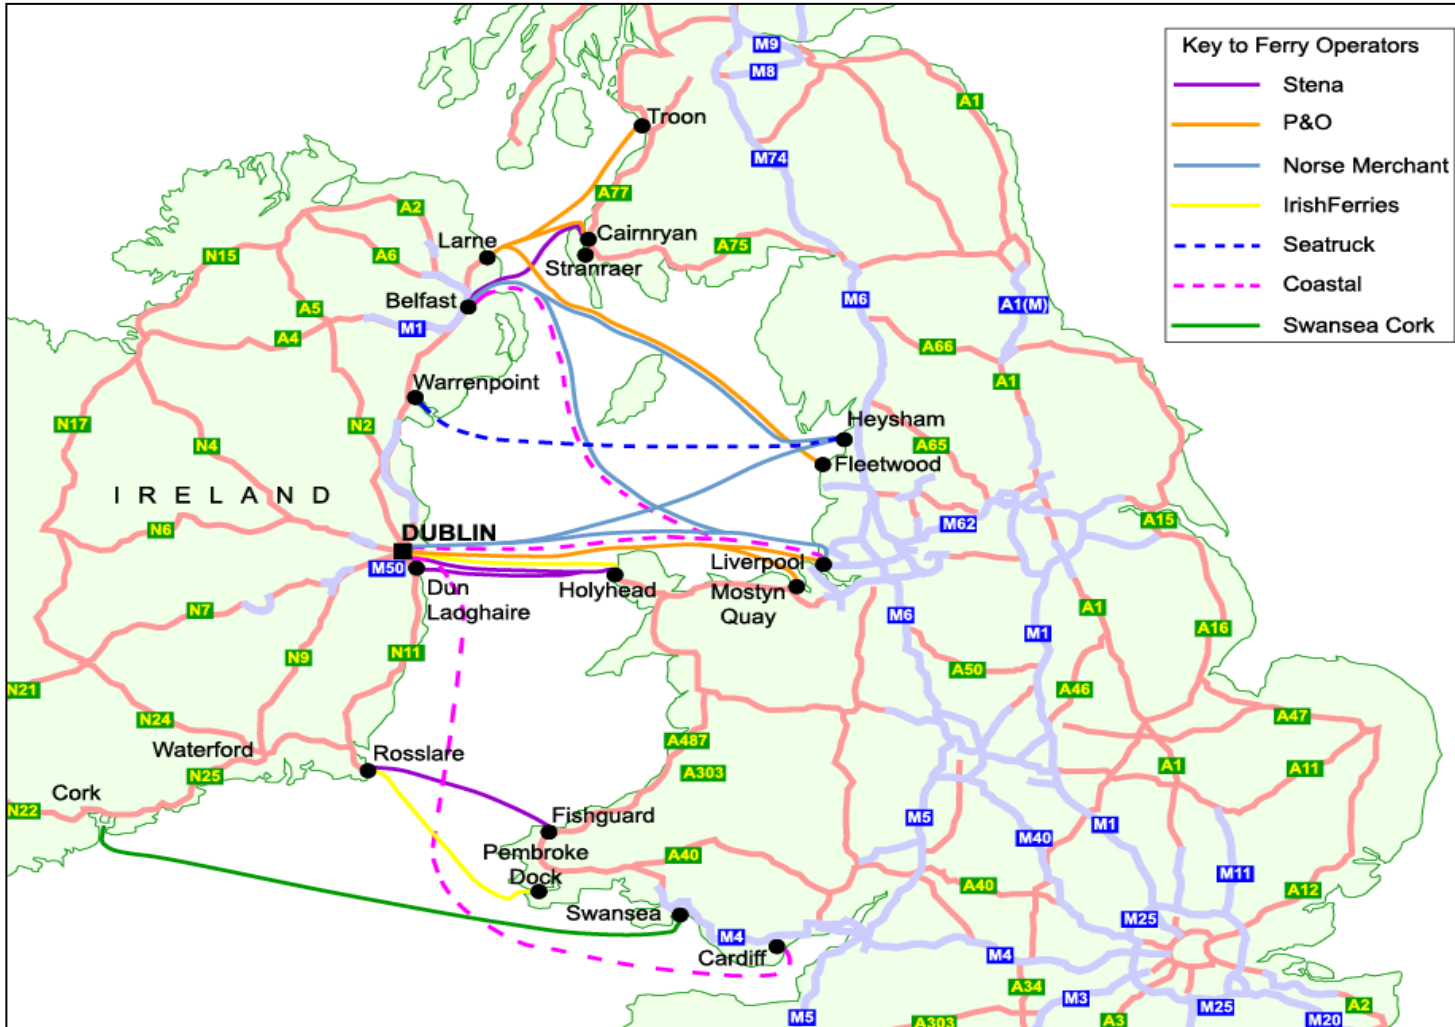 Key to Ferry Operators
Stena
P&O
Norse Merchant
IrishFerries
Seatruck
Coastal
Swansea Cork
M9
M8
A1
Troon
M74
A77
A2
Cairnryan
Larne
A75
N15
A6
Stranraer
Belfast
M6
A1(M)
A5
M1
A4
A66
A1
Warrenpoint
N17
N2
Heysham
N4
A65
Fleetwood
IRELAND
N6
M62
A15
DUBLIN
M50
Liverpool
Dun
Laoghaire
Holyhead
Mostyn
Quay
N7
M6
A1
M1
A16
N11
N9
A50
N21
A46
N24
A47
Waterford
Rosslare
A487
A303
N25
A1
A11
Cork
N22
Fishguard
M5
M1
M40
Pembroke
Dock
A40
M11
A40
A12
Swansea
M25
M4
Cardiff
M4
A34
M3
M25
A2
M5
A303
A3
M20